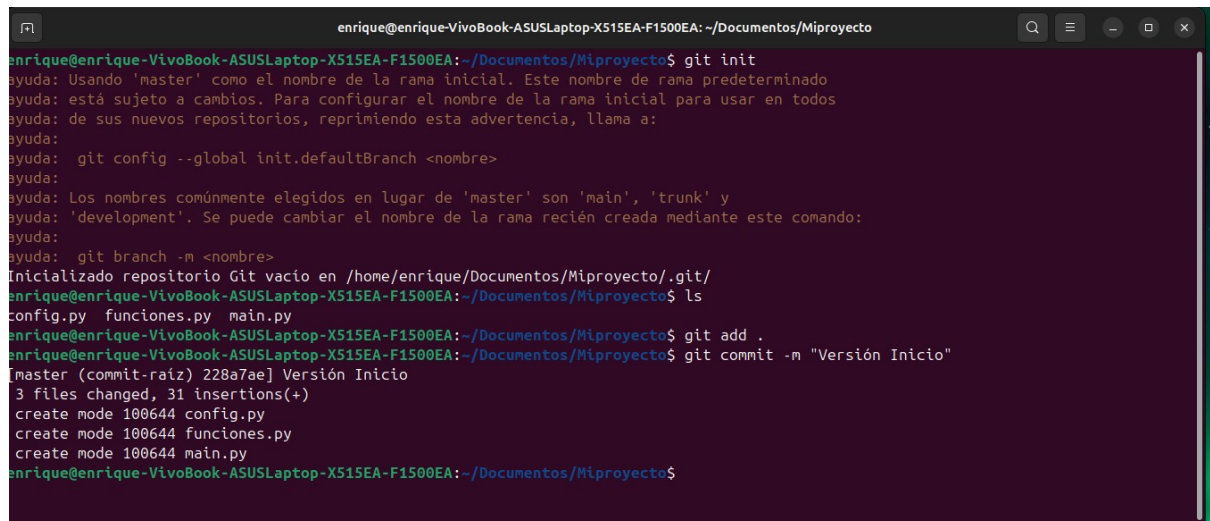 enrique@enrique-VivoBook-ASUSLaptop-X515EA-F1500EA: ~/Documentos/Miproyecto
enrique@enrique-VivoBook-ASUSLaptop-X515EA-F1500EA:~/Documentos/Miproyecto$ git init
ayuda: Usando 'master' como el nombre de la rama inicial. Este nombre de rama predeterminado
ayuda: está sujeto a cambios. Para configurar el nombre de la rama inicial para usar en todos
ayuda: de sus nuevos repositorios, reprimiendo esta advertencia, llama a:
ayuda:
ayuda:  git config --global init.defaultBranch <nombre>
ayuda:
ayuda: Los nombres comúnmente elegidos en lugar de 'master' son 'main', 'trunk' y
ayuda: 'development'. Se puede cambiar el nombre de la rama recién creada mediante este comando:
ayuda:
ayuda:  git branch -m <nombre>
Inicializado repositorio Git vacío en /home/enrique/Documentos/Miproyecto/.git/
enrique@enrique-VivoBook-ASUSLaptop-X515EA-F1500EA:~/Documentos/Miproyecto$ ls
config.py  funciones.py  main.py
enrique@enrique-VivoBook-ASUSLaptop-X515EA-F1500EA:~/Documentos/Miproyecto$ git add .
enrique@enrique-VivoBook-ASUSLaptop-X515EA-F1500EA:~/Documentos/Miproyecto$ git commit -m "Versión Inicio"
[master (commit-raíz) 228a7ae] Versión Inicio
 3 files changed, 31 insertions(+)
 create mode 100644 config.py
 create mode 100644 funciones.py
 create mode 100644 main.py
enrique@enrique-VivoBook-ASUSLaptop-X515EA-F1500EA:~/Documentos/Miproyecto$